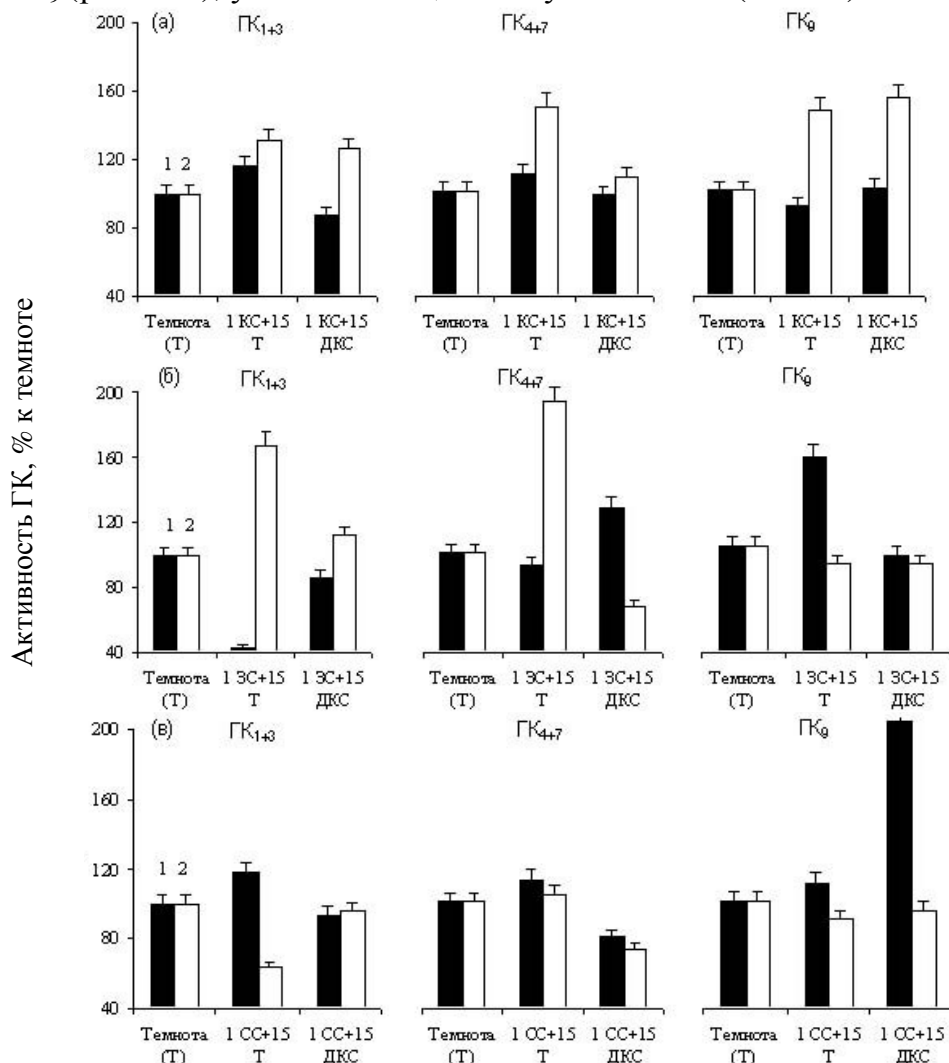 200 (а) ГК1+3 ГК4+7 ГК9
160
120
1 2
80
40
Темнота (Т) 1 КС+15 Т 1 КС+15 ДКС Темнота (Т) 1 КС+15 Т 1 КС+15 ДКС Темнота (Т) 1 КС+15 Т 1 КС+15 ДКС
Активность ГК, % к темноте
(б) ГК1+3 ГК4+7 ГК9
200
160
120
1 2
80
40
Темнота (Т) 1 ЗС+15 Т 1 ЗС+15 ДКС Темнота (Т) 1 ЗС+15 Т 1 ЗС+15 ДКС Темнота (Т) 1 ЗС+15 Т 1 ЗС+15 ДКС
200 (в) ГК1+3 ГК4+7 ГК9
160
120
1 2
80
40
Темнота (Т) 1 СС+15 Т 1 СС+15 ДКС Темнота (Т) 1 СС+15 Т 1 СС+15 ДКС Темнота (Т) 1 СС+15 Т 1 СС+15 ДКС